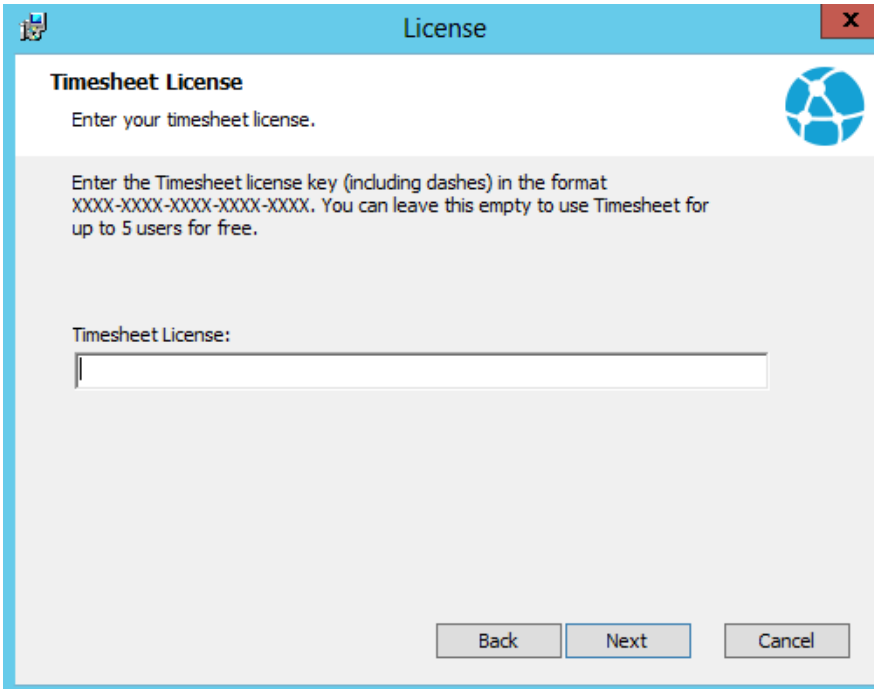 License
x
Timesheet License
Enter your timesheet license.
Enter the Timesheet license key (including dashes) in the format
XXXX-XXXX-XXXX-XXXX-XXXX. You can leave this empty to use Timesheet for
up to 5 users for free.
Timesheet License:
Back Next Cancel